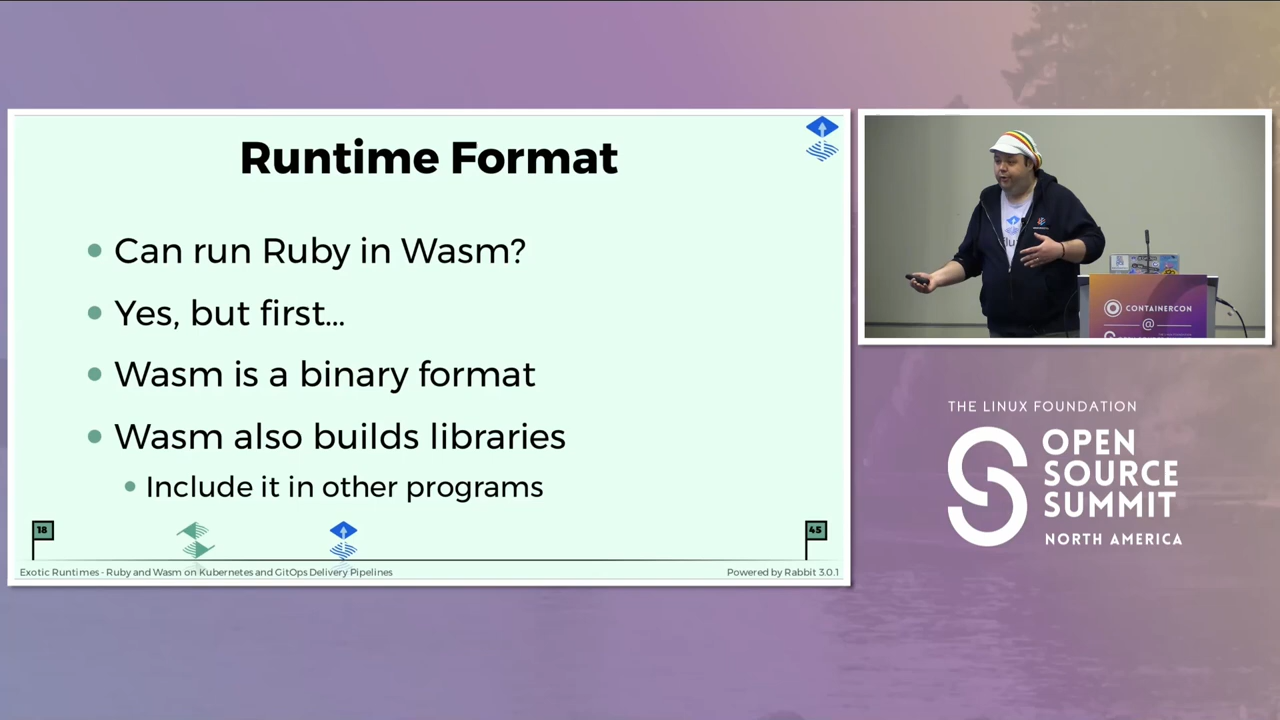 Runtime Format
Can run Ruby in Wasm?
Yes, but first...
Wasm is a binary format
Wasm also builds libraries
Include it in other programs
18
45
Exotic Runtimes - Ruby and Wasm on Kubernetes and GitOps Delivery Pipelines
Powered by Rabbit 3.0.1
CONTAINERCON
@
THE LINUX FOUNDATION
OPEN
SOURCE
SUMMIT
NORTH AMERICA